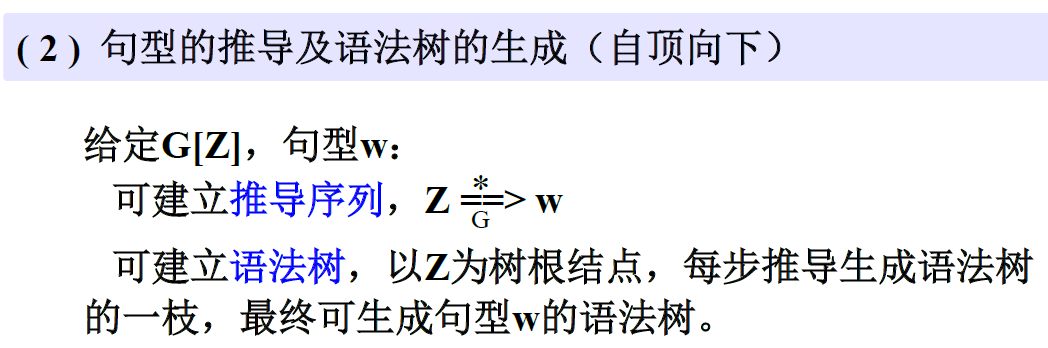 ( 2 ) 句型的推导及语法树的生成（自顶向下）
给定G[Z]，句型w：
可建立推导序列，Z *==>G w
可建立语法树，以Z为树根结点，每步推导生成语法树
的一枝，最终可生成句型w的语法树。